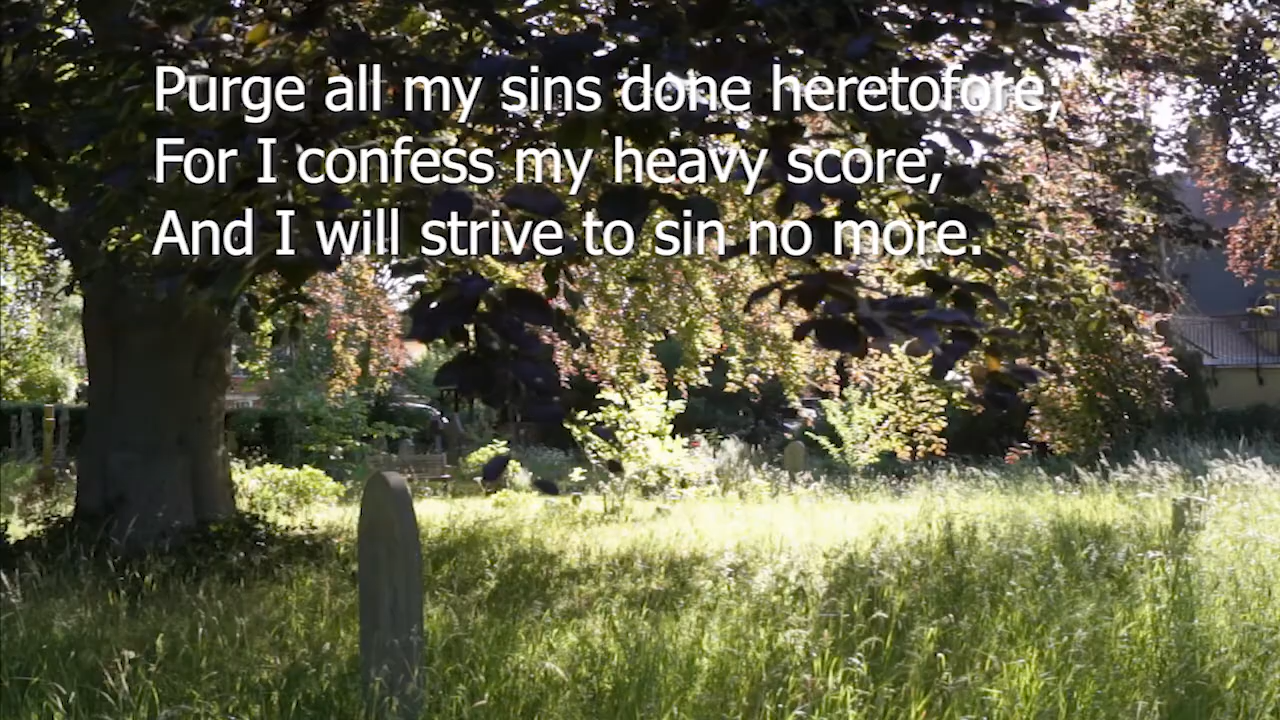 Purge all my sins done heretofore;
For I confess my heavy score,
And I will strive to sin no more.